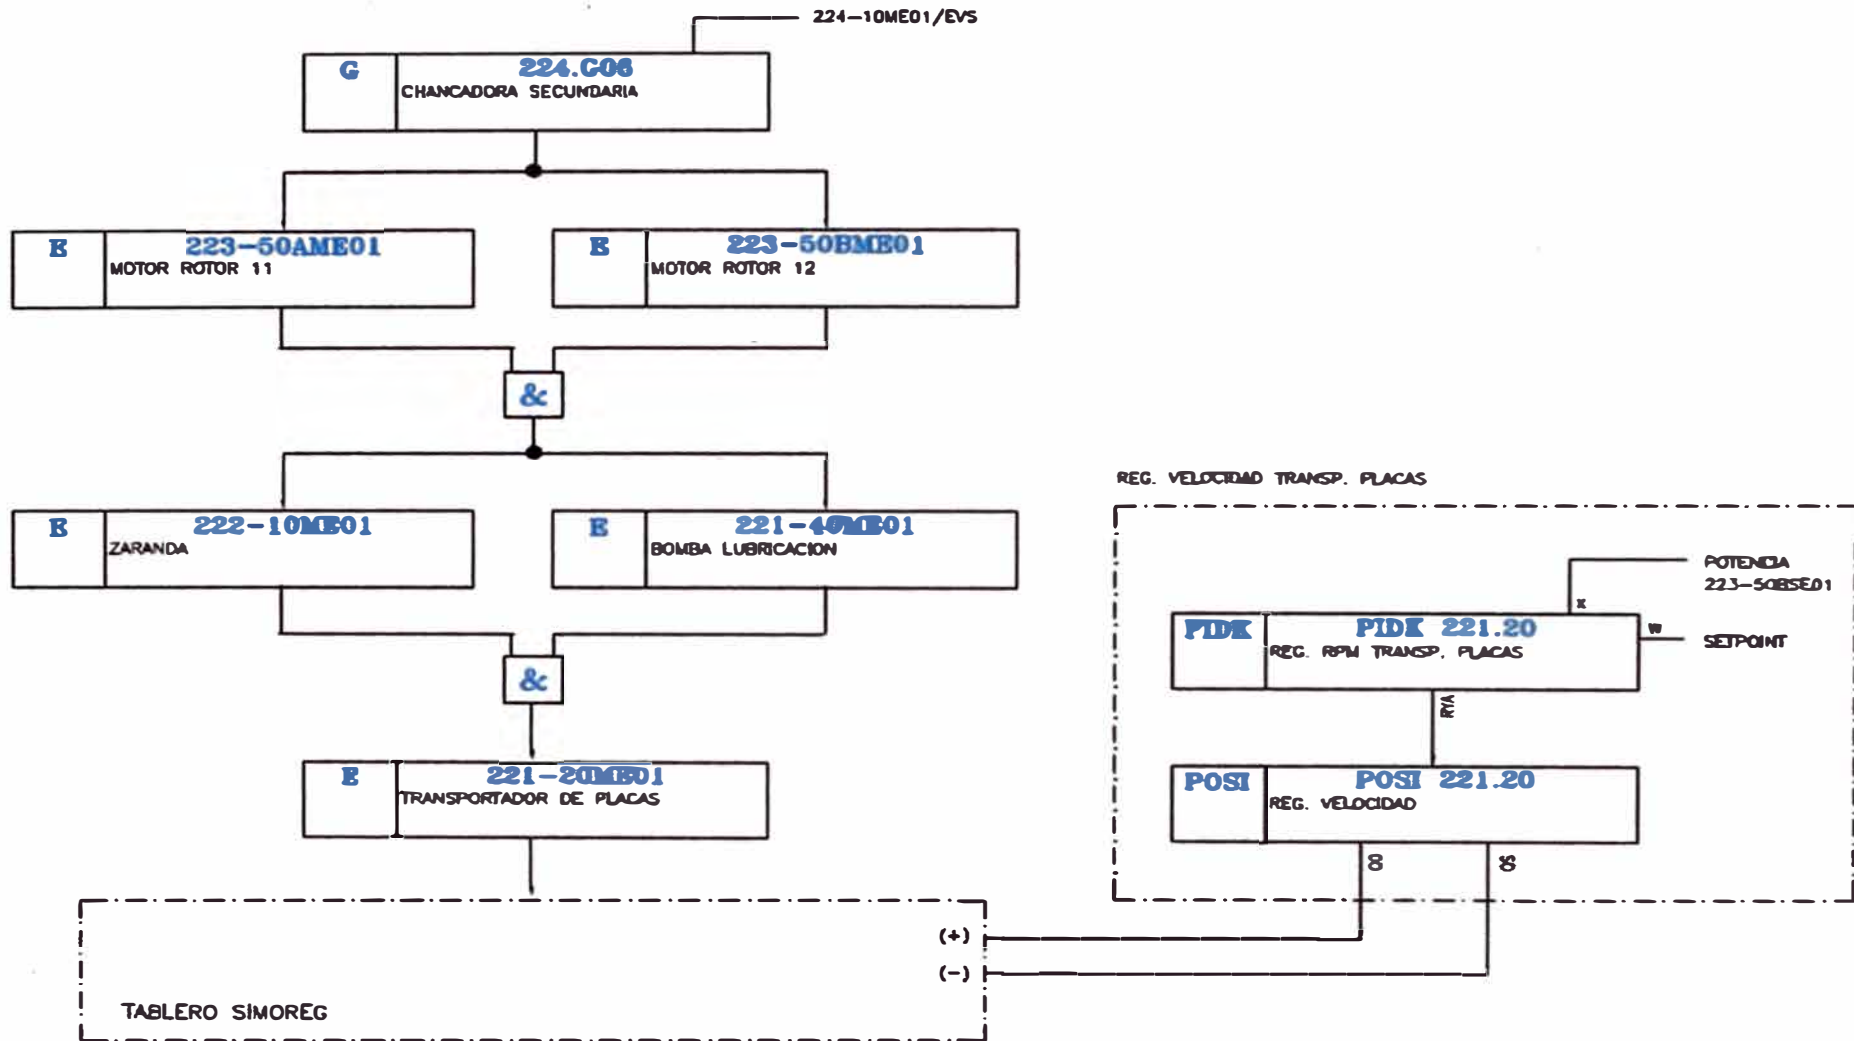 224-10ME01/EVS
G
224.G06
CHANCADORA SECUNDARIA
E
223-50AME01
MOTOR ROTOR 11
E
223-50BME01
MOTOR ROTOR 12
&
E
222-10ME01
ZARANDA
E
221-40ME01
BOMBA LUBRICACION
&
E
221-20ME01
TRANSPORTADOR DE PLACAS
TABLERO SIMOREG
(+)
(-)
REG. VELOCIDAD TRANSP. PLACAS
POTENCIA
223-50BSE01
X
PIDK
PIDK 221.20
REG. RPM TRANSP. PLACAS
W
SETPOINT
RYA
POSI
POSI 221.20
REG. VELOCIDAD